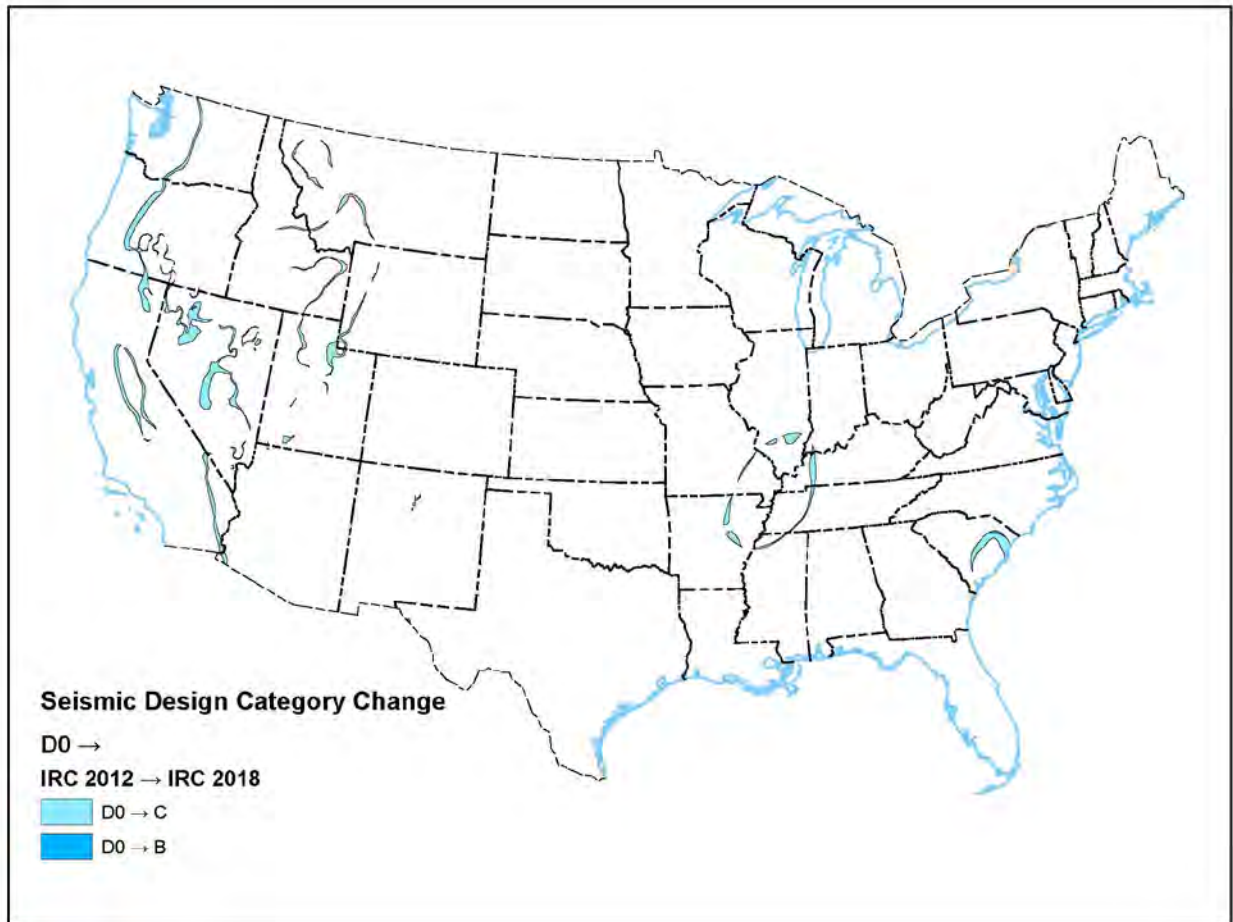 Seismic Design Category Change
D0 →
IRC 2012 → IRC 2018
D0 → C
D0 → B